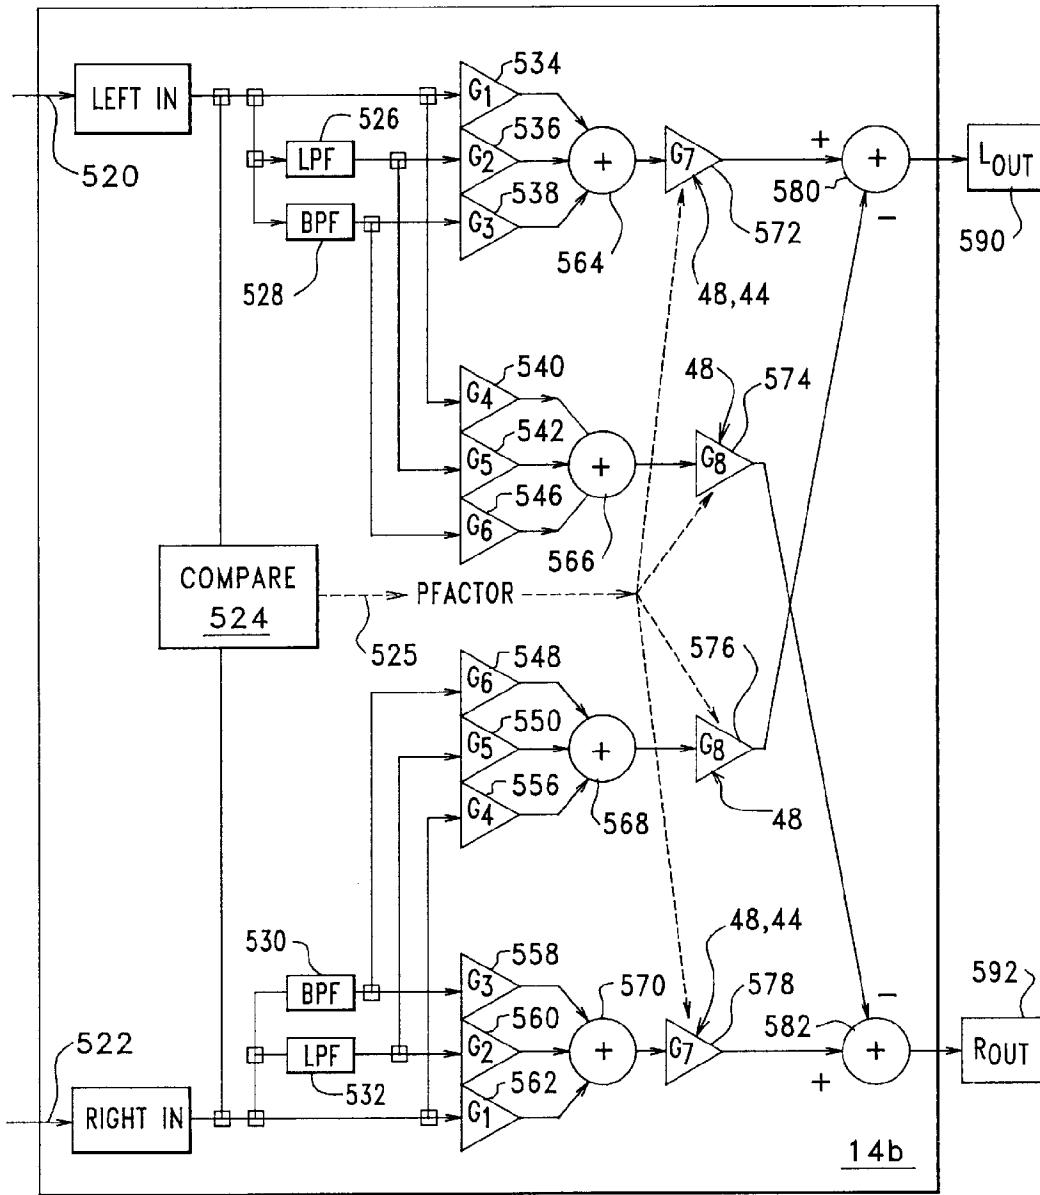 LEFT IN
520
526
LPF
BPF
528
534
G1
536
G2
538
G3
564
G7
572
48,44
+
580
+
−
LOUT
590
540
G4
542
G5
546
G6
+
566
48
574
G8
COMPARE
524
525
PFACTOR
548
G6
550
G5
556
G4
+
568
576
G8
48
530
BPF
LPF
532
558
G3
560
G2
562
G1
570
+
48,44
G7
578
−
582
+
+
592
ROUT
522
RIGHT IN
14b
+